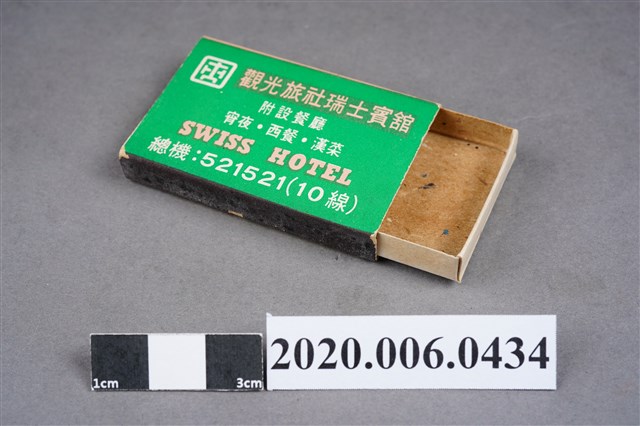 觀光旅社瑞士賓舘
附設餐廳
宵夜・西餐・漢菜
SWISS HOTEL
總機:521521(10線)
1cm 3cm
2020.006.0434